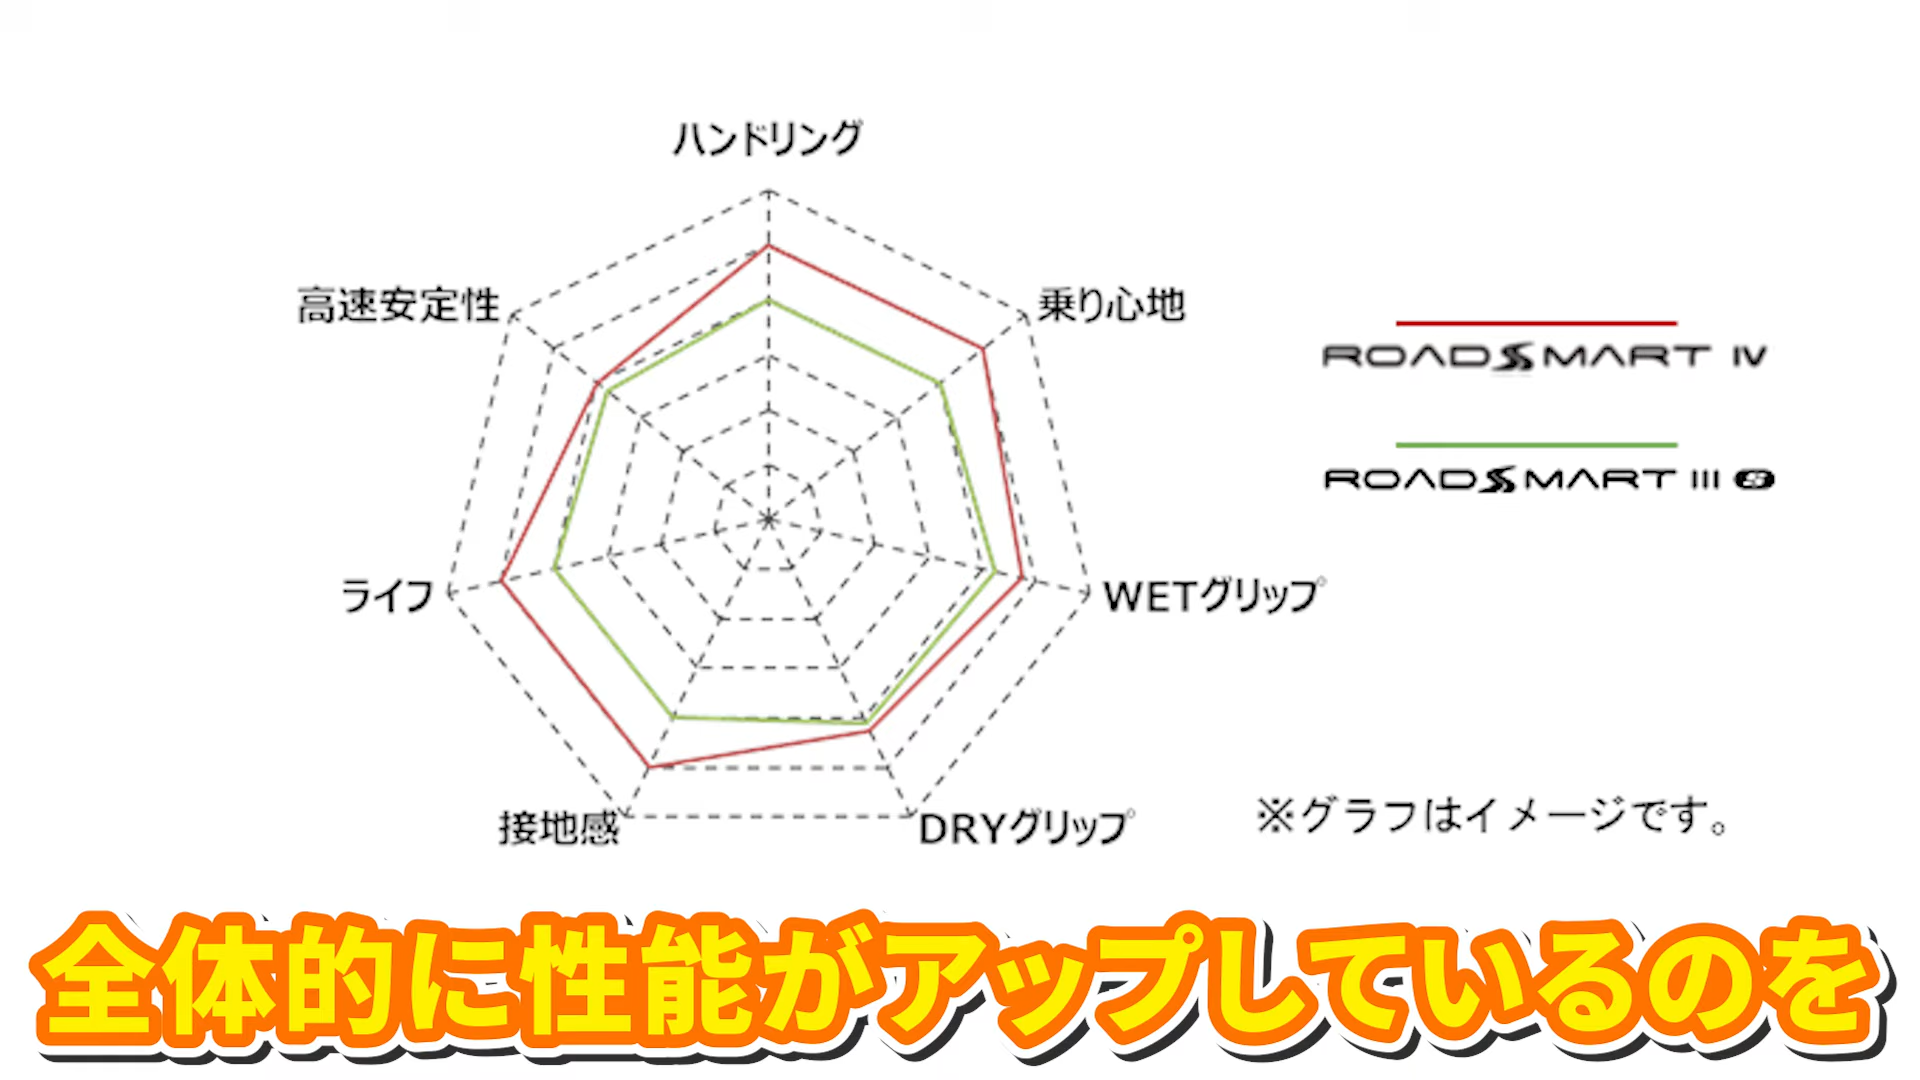 ハンドリング
高速安定性
乗り心地
ROADSMART IV
ROADSMART III
ライフ
WETグリップ
接地感
DRYグリップ
※グラフはイメージです。
全体的に性能がアップしているのを